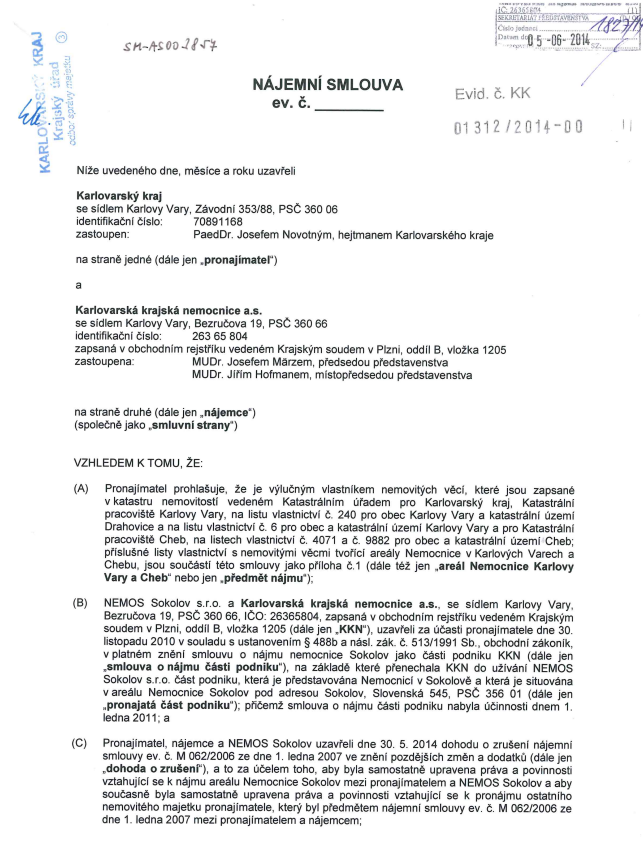 IČ: 26365804
SEKRETARIÁT PŘEDSTAVENSTVA
Číslo jednací
Datum
05-06-2014
SM-AS002857
KARLOVARSKÝ KRAJ
Krajský úřad
odbor správy majetku
3
NÁJEMNÍ SMLOUVA
ev. č. ________
Evid. č. KK
01312/2014-00
Níže uvedeného dne, měsíce a roku uzavřeli
Karlovarský kraj
se sídlem Karlovy Vary, Závodní 353/88, PSČ 360 06
identifikační číslo: 70891168
zastoupen: PaedDr. Josefem Novotným, hejtmanem Karlovarského kraje
na straně jedné (dále jen „pronajímatel“)
a
Karlovarská krajská nemocnice a.s.
se sídlem Karlovy Vary, Bezručova 19, PSČ 360 66
identifikační číslo: 263 65 804
zapsaná v obchodním rejstříku vedeném Krajským soudem v Plzni, oddíl B, vložka 1205
zastoupena: MUDr. Josefem Märzem, předsedou představenstva
MUDr. Jiřím Hofmanem, místopředsedou představenstva
na straně druhé (dále jen „nájemce“)
(společně jako „smluvní strany“)
VZHLEDEM K TOMU, ŽE:
(A) Pronajímatel prohlašuje, že je výlučným vlastníkem nemovitých věcí, které jsou zapsané
v katastru nemovitostí vedeném Katastrálním úřadem pro Karlovarský kraj, Katastrální
pracoviště Karlovy Vary, na listu vlastnictví č. 240 pro obec Karlovy Vary a katastrální území
Drahovice a na listu vlastnictví č. 6 pro obec a katastrální území Karlovy Vary a pro Katastrální
pracoviště Cheb, na listech vlastnictví č. 4071 a č. 9882 pro obec a katastrální území Cheb;
příslušné listy vlastnictví s nemovitými věcmi tvořící areály Nemocnice v Karlových Varech a
Chebu, jsou součástí této smlouvy jako příloha č.1 (dále též jen „areál Nemocnice Karlovy
Vary a Cheb“ nebo jen „předmět nájmu“);
(B) NEMOS Sokolov s.r.o. a Karlovarská krajská nemocnice a.s., se sídlem Karlovy Vary,
Bezručova 19, PSČ 360 66, IČO: 26365804, zapsaná v obchodním rejstříku vedeném Krajským
soudem v Plzni, oddíl B, vložka 1205 (dále jen „KKN“), uzavřeli za účasti pronajímatele dne 30.
listopadu 2010 v souladu s ustanovením § 488b a násl. zák. č. 513/1991 Sb., obchodní zákoník,
v platném znění smlouvu o nájmu nemocnice Sokolov jako části podniku KKN (dále jen
„smlouva o nájmu části podniku“), na základě které přenechala KKN do užívání NEMOS
Sokolov s.r.o. část podniku, která je představována Nemocnicí v Sokolově a která je situována
v areálu Nemocnice Sokolov pod adresou Sokolov, Slovenská 545, PSČ 356 01 (dále jen
„pronajatá část podniku“); přičemž smlouva o nájmu části podniku nabyla účinnosti dnem 1.
ledna 2011; a
(C) Pronajímatel, nájemce a NEMOS Sokolov uzavřeli dne 30. 5. 2014 dohodu o zrušení nájemní
smlouvy ev. č. M 062/2006 ze dne 1. ledna 2007 ve znění pozdějších změn a dodatků (dále jen
„dohoda o zrušení“), a to za účelem toho, aby byla samostatně upravena práva a povinnosti
vztahující se k nájmu areálu Nemocnice Sokolov mezi pronajímatelem a NEMOS Sokolov a aby
současně byla samostatně upravena práva a povinnosti vztahující se k pronájmu ostatního
nemovitého majetku pronajímatele, který byl předmětem nájemní smlouvy ev. č. M 062/2006 ze
dne 1. ledna 2007 mezi pronajímatelem a nájemcem;